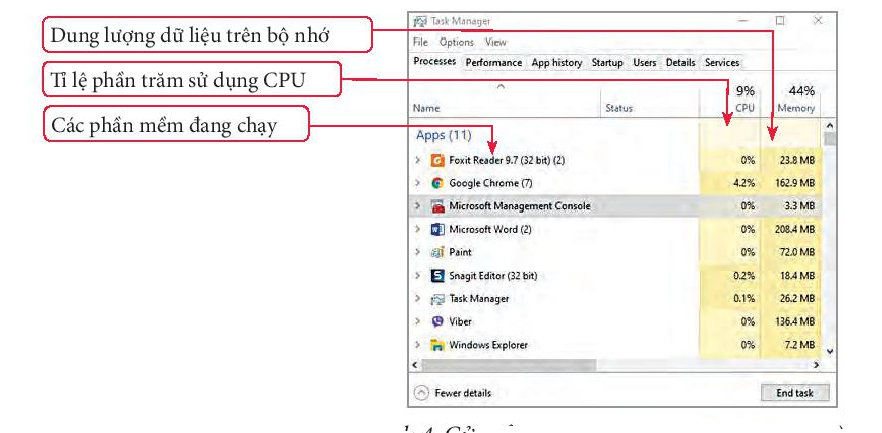 Dung lượng dữ liệu trên bộ nhớ
Tỉ lệ phần trăm sử dụng CPU
Các phần mềm đang chạy
Task Manager
File Options View
Processes Performance App history Startup Users Details Services
9% 44%
Name Status CPU Memory
Apps (11)
Foxit Reader 9.7 (32 bit) (2) 0% 23.8 MB
Google Chrome (7) 4.2% 162.9 MB
Microsoft Management Console 0% 3.3 MB
Microsoft Word (2) 0% 208.4 MB
Paint 0% 72.0 MB
Snagit Editor (32 bit) 0.2% 18.4 MB
Task Manager 0.1% 26.2 MB
Viber 0% 136.4 MB
Windows Explorer 0% 7.2 MB
Fewer details End task